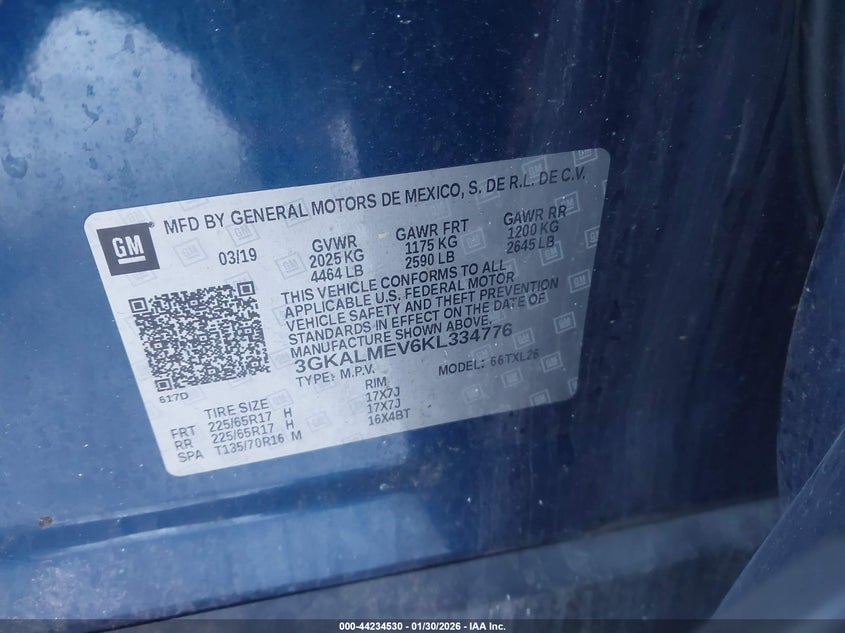 MFD BY GENERAL MOTORS DE MEXICO, S. DE R.L. DE C.V.
GM
03/19
GVWR GAWR FRT GAWR RR
2025 KG 1175 KG 1200 KG
4464 LB 2590 LB 2645 LB
THIS VEHICLE CONFORMS TO ALL
APPLICABLE U.S. FEDERAL MOTOR
VEHICLE SAFETY AND THEFT PREVENTION
STANDARDS IN EFFECT ON THE DATE OF
MANUFACTURE SHOWN ABOVE.
3GKALMEV6KL334776
TYPE: M.P.V. MODEL: 66TXL26
617D
TIRE SIZE RIM
FRT 225/65R17 H 17X7J
RR 225/65R17 H 17X7J
SPA T135/70R16 M 16X4BT
000-44234530 - 01/30/2026 - IAA Inc.